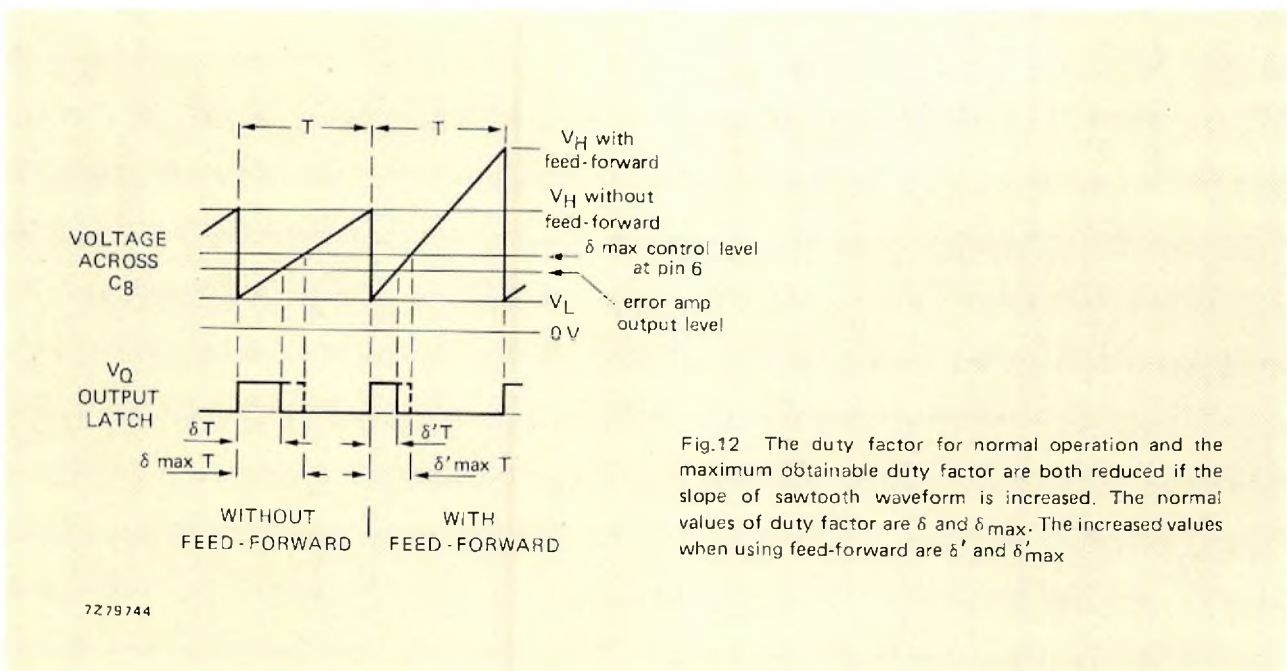 T
T
V_H with
feed-forward
V_H without
feed-forward
δ max control level
at pin 6
VOLTAGE
ACROSS
C_B
V_L
error amp
output level
0 V
V_Q
OUTPUT
LATCH
δT
δ'T
δ max T
δ' max T
WITHOUT
FEED-FORWARD
WITH
FEED-FORWARD
Fig.12 The duty factor for normal operation and the
maximum obtainable duty factor are both reduced if the
slope of sawtooth waveform is increased. The normal
values of duty factor are δ and δ_max. The increased values
when using feed-forward are δ' and δ'_max
7Z79744